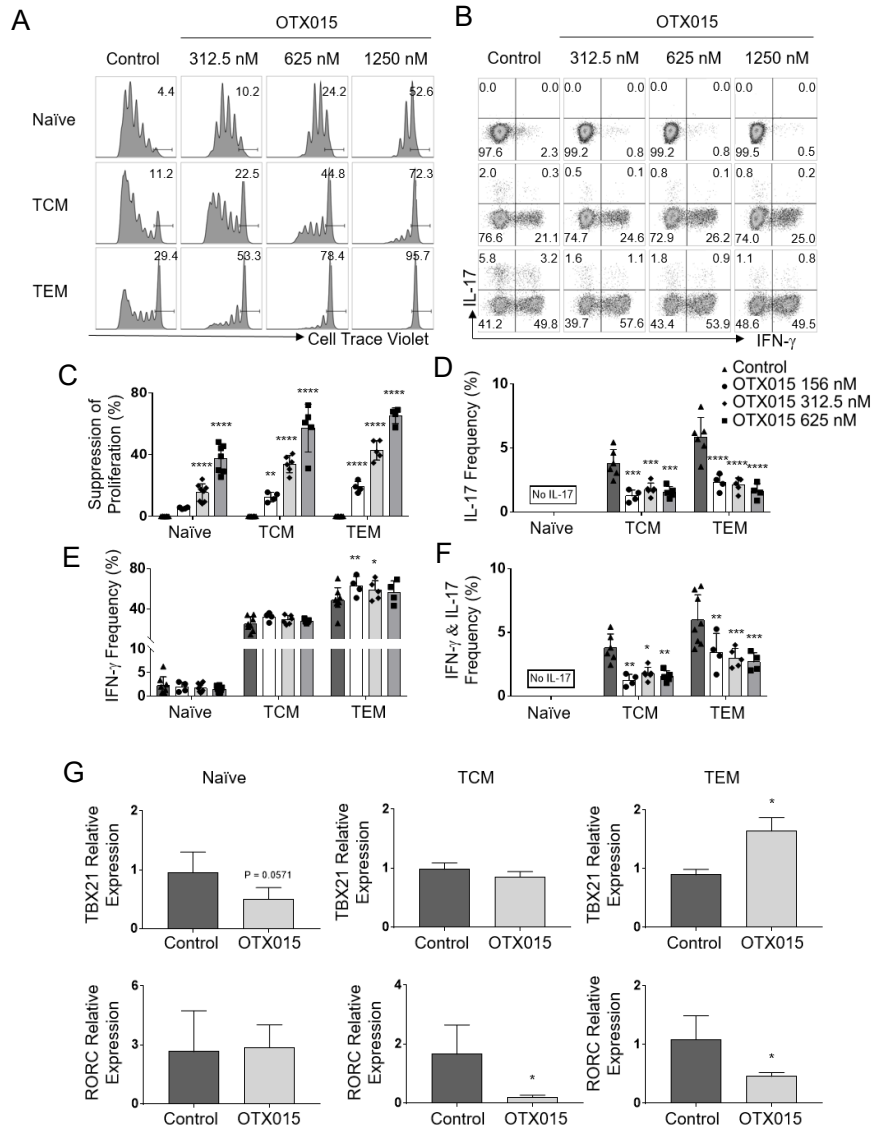 A
OTX015
Control 312.5 nM 625 nM 1250 nM
Naïve
4.4 10.2 24.2 52.6
TCM
11.2 22.5 44.8 72.3
TEM
29.4 53.3 78.4 95.7
Cell Trace Violet
B
OTX015
Control 312.5 nM 625 nM 1250 nM
0.0 0.0 0.0 0.0 0.0 0.0 0.0 0.0
97.6 2.3 99.2 0.8 99.2 0.8 99.5 0.5
2.0 0.3 0.5 0.1 0.8 0.1 0.8 0.2
76.6 21.1 74.7 24.6 72.9 26.2 74.0 25.0
5.8 3.2 1.6 1.1 1.8 0.9 1.1 0.8
41.2 49.8 39.7 57.6 43.4 53.9 48.6 49.5
IL-17
IFN-γ
C
Suppression of
Proliferation (%)
80
40
0
**** **** ** **** **** **** **** ****
Naïve TCM TEM
D
IL-17 Frequency (%)
10
5
0
No IL-17
*** *** *** **** **** ****
Naïve TCM TEM
Control
OTX015 156 nM
OTX015 312.5 nM
OTX015 625 nM
E
IFN-γ Frequency (%)
80
40
10
5
0
** *
Naïve TCM TEM
F
IFN-γ & IL-17
Frequency (%)
10
5
0
No IL-17
** * ** ** *** ***
Naïve TCM TEM
G
Naïve
TBX21 Relative
Expression
2
1
0
P = 0.0571
Control OTX015
TCM
TBX21 Relative
Expression
2
1
0
Control OTX015
TEM
TBX21 Relative
Expression
2
1
0
*
Control OTX015
RORC Relative
Expression
6
3
0
Control OTX015
RORC Relative
Expression
4
2
0
*
Control OTX015
RORC Relative
Expression
2
1
0
*
Control OTX015